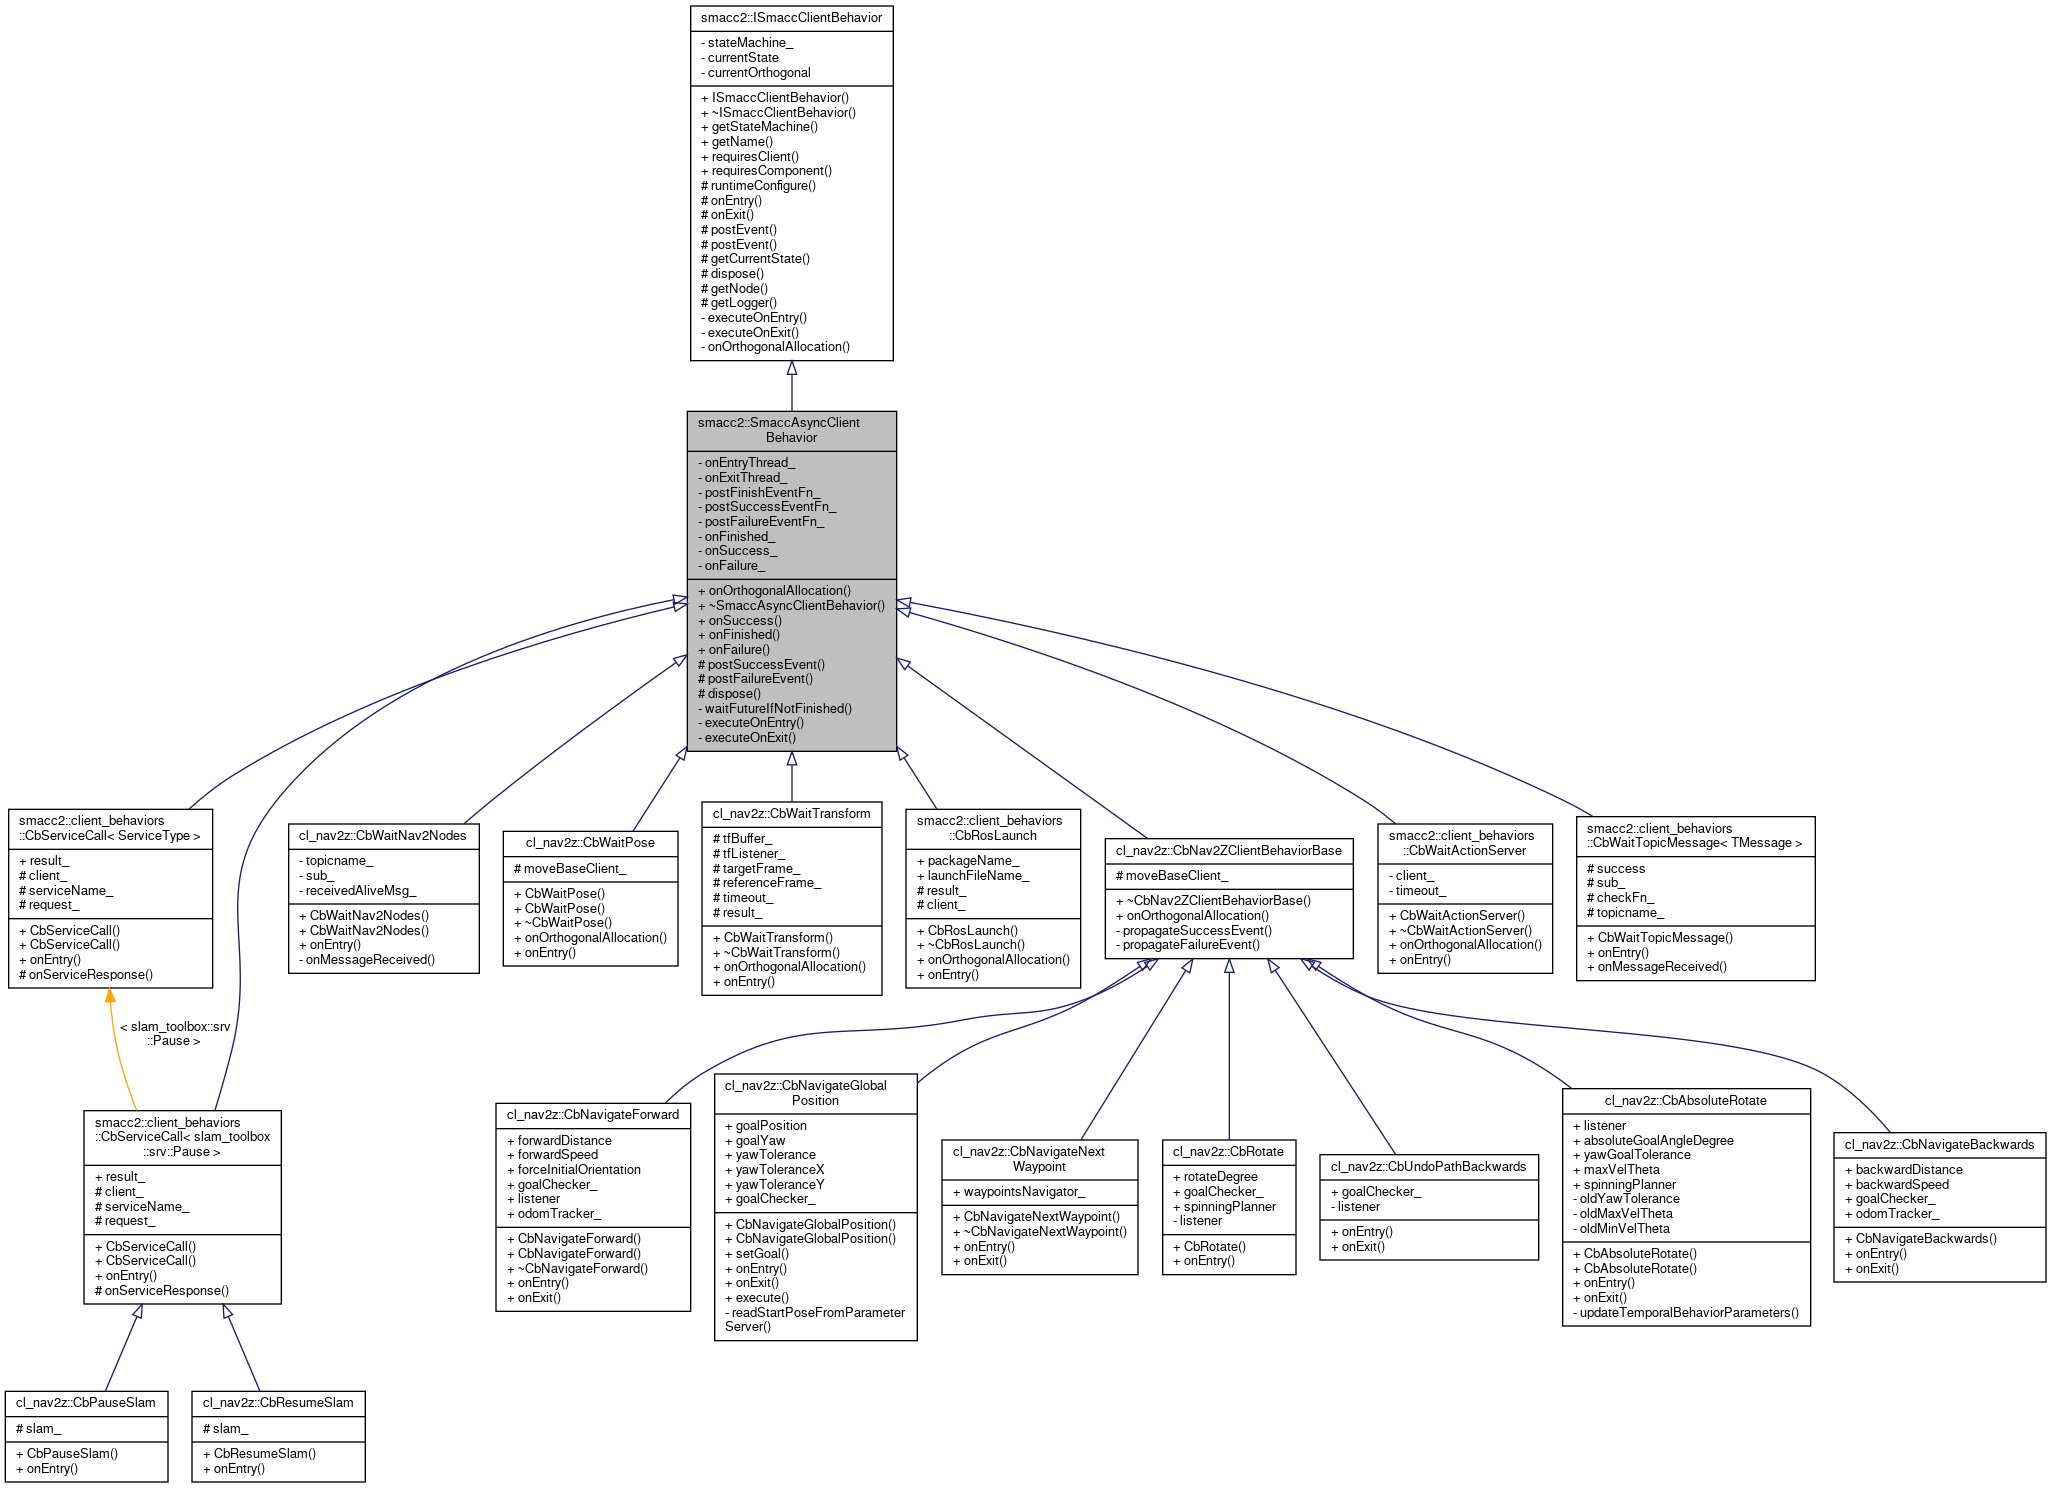 smacc2::ISmaccClientBehavior
- stateMachine_
- currentState
- currentOrthogonal
+ ISmaccClientBehavior()
+ ~ISmaccClientBehavior()
+ getStateMachine()
+ getName()
+ requiresClient()
+ requiresComponent()
# runtimeConfigure()
# onEntry()
# onExit()
# postEvent()
# postEvent()
# getCurrentState()
# dispose()
# getNode()
# getLogger()
- executeOnEntry()
- executeOnExit()
- onOrthogonalAllocation()
smacc2::SmaccAsyncClient
Behavior
- onEntryThread_
- onExitThread_
- postFinishEventFn_
- postSuccessEventFn_
- postFailureEventFn_
- onFinished_
- onSuccess_
- onFailure_
+ onOrthogonalAllocation()
+ ~SmaccAsyncClientBehavior()
+ onSuccess()
+ onFinished()
+ onFailure()
# postSuccessEvent()
# postFailureEvent()
# dispose()
- waitFutureIfNotFinished()
- executeOnEntry()
- executeOnExit()
smacc2::client_behaviors
::CbServiceCall< ServiceType >
+ result_
# client_
# serviceName_
# request_
+ CbServiceCall()
+ CbServiceCall()
+ onEntry()
# onServiceResponse()
cl_nav2z::CbWaitNav2Nodes
- topicname_
- sub_
- receivedAliveMsg_
+ CbWaitNav2Nodes()
+ CbWaitNav2Nodes()
+ onEntry()
- onMessageReceived()
cl_nav2z::CbWaitPose
# moveBaseClient_
+ CbWaitPose()
+ CbWaitPose()
+ ~CbWaitPose()
+ onOrthogonalAllocation()
+ onEntry()
cl_nav2z::CbWaitTransform
# tfBuffer_
# tfListener_
# targetFrame_
# referenceFrame_
# timeout_
# result_
+ CbWaitTransform()
+ ~CbWaitTransform()
+ onOrthogonalAllocation()
+ onEntry()
smacc2::client_behaviors
::CbRosLaunch
+ packageName_
+ launchFileName_
# result_
# client_
+ CbRosLaunch()
+ ~CbRosLaunch()
+ onOrthogonalAllocation()
+ onEntry()
cl_nav2z::CbNav2ZClientBehaviorBase
# moveBaseClient_
+ ~CbNav2ZClientBehaviorBase()
+ onOrthogonalAllocation()
- propagateSuccessEvent()
- propagateFailureEvent()
smacc2::client_behaviors
::CbWaitActionServer
- client_
- timeout_
+ CbWaitActionServer()
+ ~CbWaitActionServer()
+ onOrthogonalAllocation()
+ onEntry()
smacc2::client_behaviors
::CbWaitTopicMessage< TMessage >
# success
# sub_
# checkFn_
# topicname_
+ CbWaitTopicMessage()
+ onEntry()
+ onMessageReceived()
< slam_toolbox::srv
::Pause >
smacc2::client_behaviors
::CbServiceCall< slam_toolbox
::srv::Pause >
+ result_
# client_
# serviceName_
# request_
+ CbServiceCall()
+ CbServiceCall()
+ onEntry()
# onServiceResponse()
cl_nav2z::CbNavigateForward
+ forwardDistance
+ forwardSpeed
+ forceInitialOrientation
+ goalChecker_
+ listener
+ odomTracker_
+ CbNavigateForward()
+ CbNavigateForward()
+ ~CbNavigateForward()
+ onEntry()
+ onExit()
cl_nav2z::CbNavigateGlobal
Position
+ goalPosition
+ goalYaw
+ yawTolerance
+ yawToleranceX
+ yawToleranceY
+ goalChecker_
+ CbNavigateGlobalPosition()
+ CbNavigateGlobalPosition()
+ setGoal()
+ onEntry()
+ onExit()
+ execute()
- readStartPoseFromParameter
Server()
cl_nav2z::CbNavigateNext
Waypoint
+ waypointsNavigator_
+ CbNavigateNextWaypoint()
+ ~CbNavigateNextWaypoint()
+ onEntry()
+ onExit()
cl_nav2z::CbRotate
+ rotateDegree
+ goalChecker_
+ spinningPlanner
- listener
+ CbRotate()
+ onEntry()
cl_nav2z::CbUndoPathBackwards
+ goalChecker_
- listener
+ onEntry()
+ onExit()
cl_nav2z::CbAbsoluteRotate
+ listener
+ absoluteGoalAngleDegree
+ yawGoalTolerance
+ maxVelTheta
+ spinningPlanner
- oldYawTolerance
- oldMaxVelTheta
- oldMinVelTheta
+ CbAbsoluteRotate()
+ CbAbsoluteRotate()
+ onEntry()
+ onExit()
- updateTemporalBehaviorParameters()
cl_nav2z::CbNavigateBackwards
+ backwardDistance
+ backwardSpeed
+ goalChecker_
+ odomTracker_
+ CbNavigateBackwards()
+ onEntry()
+ onExit()
cl_nav2z::CbPauseSlam
# slam_
+ CbPauseSlam()
+ onEntry()
cl_nav2z::CbResumeSlam
# slam_
+ CbResumeSlam()
+ onEntry()